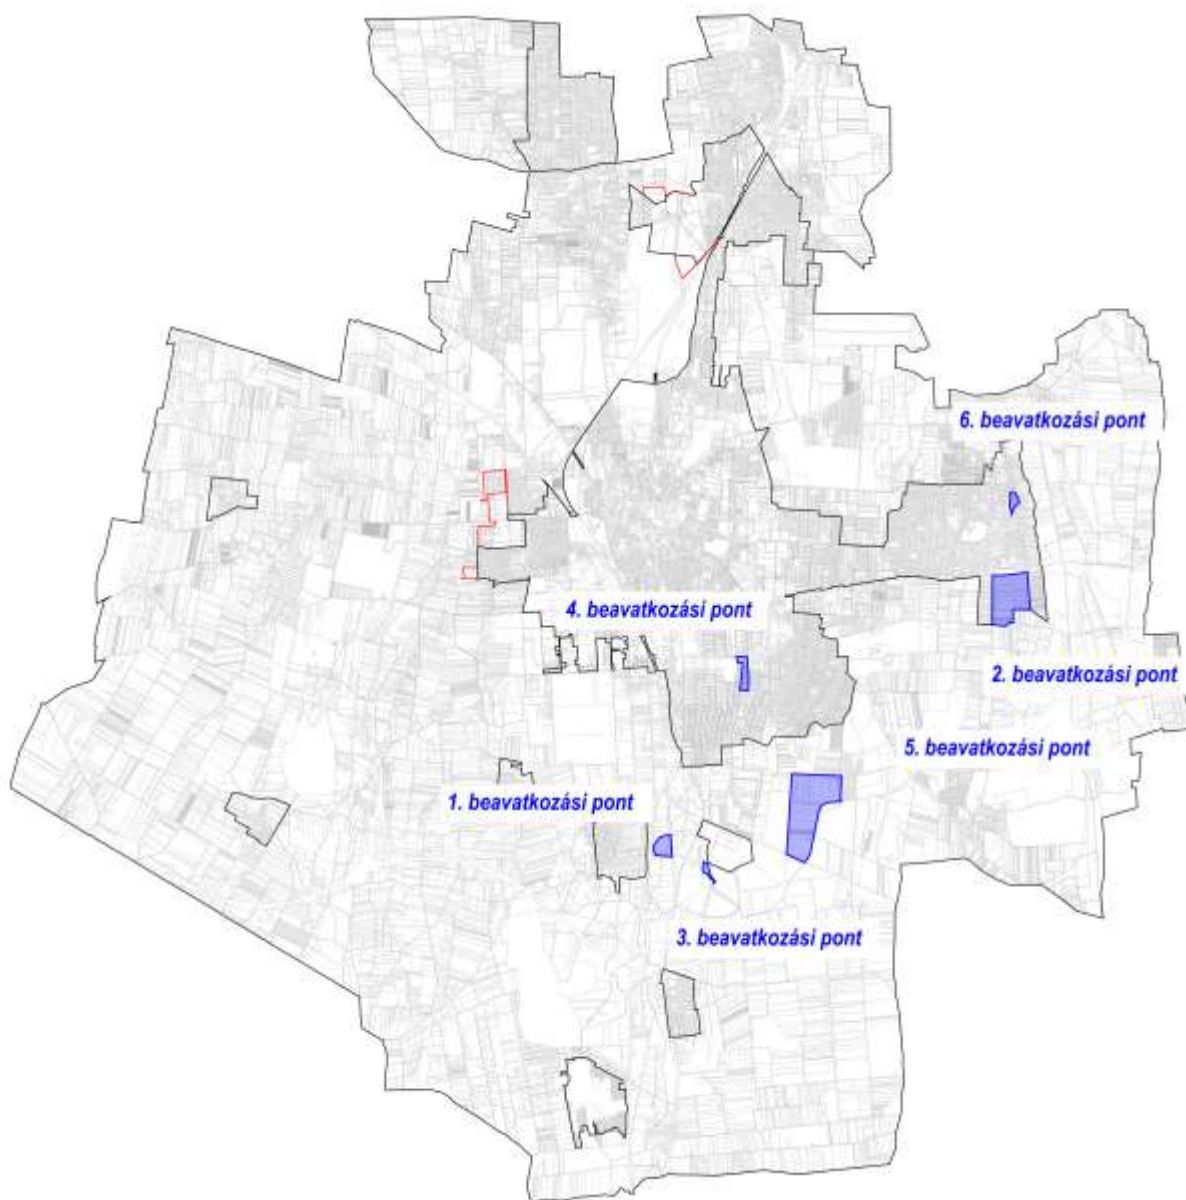 6. beavatkozási pont
4. beavatkozási pont
2. beavatkozási pont
5. beavatkozási pont
1. beavatkozási pont
3. beavatkozási pont